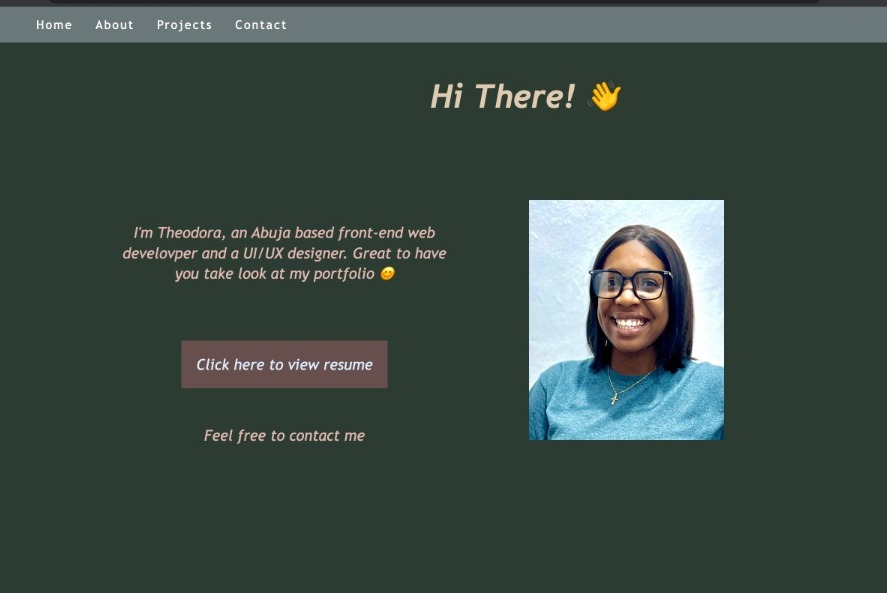 Home About Projects Contact
Hi There! 👋
I'm Theodora, an Abuja based front-end web
develovper and a UI/UX designer. Great to have
you take look at my portfolio 😊
Click here to view resume
Feel free to contact me